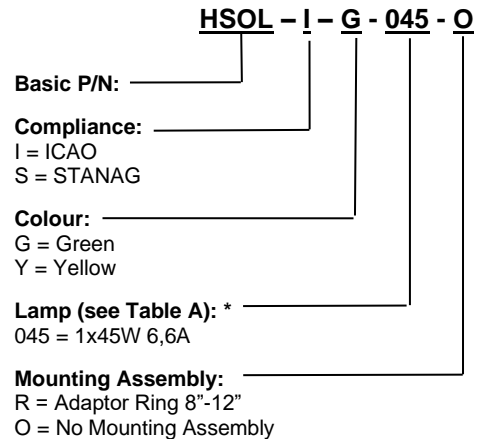 HSOL – I – G - 045 - O
Basic P/N:
Compliance:
I = ICAO
S = STANAG
Colour:
G = Green
Y = Yellow
Lamp (see Table A): *
045 = 1x45W 6,6A
Mounting Assembly:
R = Adaptor Ring 8”-12”
O = No Mounting Assembly